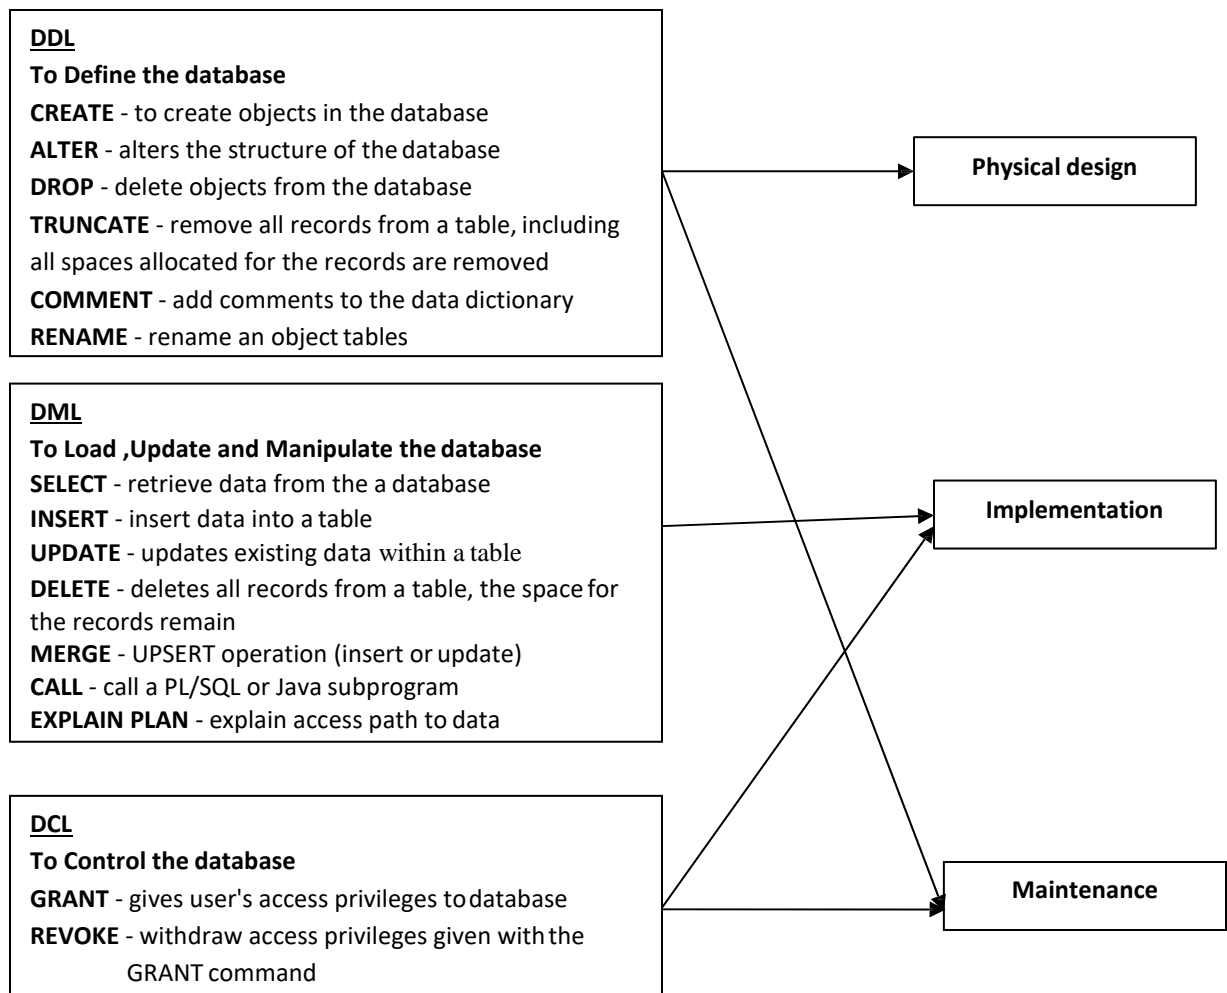 DDL
To Define the database
CREATE - to create objects in the database
ALTER - alters the structure of the database
DROP - delete objects from the database
TRUNCATE - remove all records from a table, including
all spaces allocated for the records are removed
COMMENT - add comments to the data dictionary
RENAME - rename an object tables
Physical design
DML
To Load ,Update and Manipulate the database
SELECT - retrieve data from the a database
INSERT - insert data into a table
UPDATE - updates existing data within a table
DELETE - deletes all records from a table, the space for
the records remain
MERGE - UPSERT operation (insert or update)
CALL - call a PL/SQL or Java subprogram
EXPLAIN PLAN - explain access path to data
Implementation
DCL
To Control the database
GRANT - gives user's access privileges to database
REVOKE - withdraw access privileges given with the
GRANT command
Maintenance